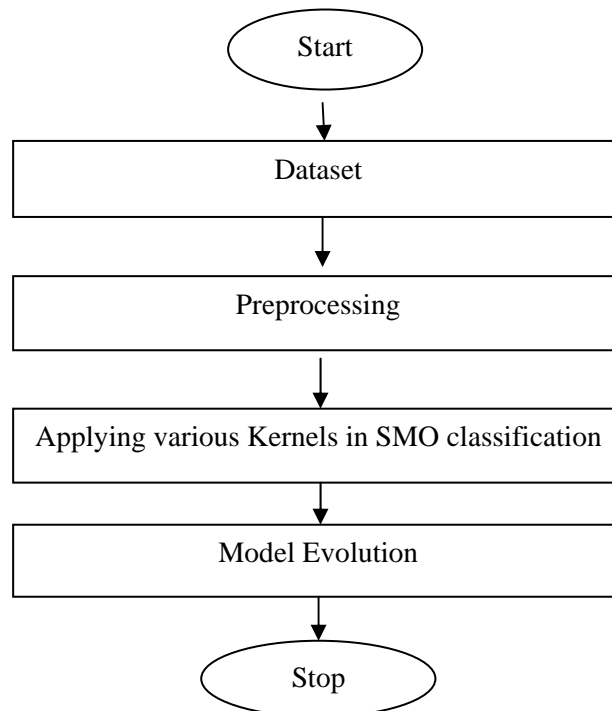 Start
Dataset
Preprocessing
Applying various Kernels in SMO classification
Model Evolution
Stop